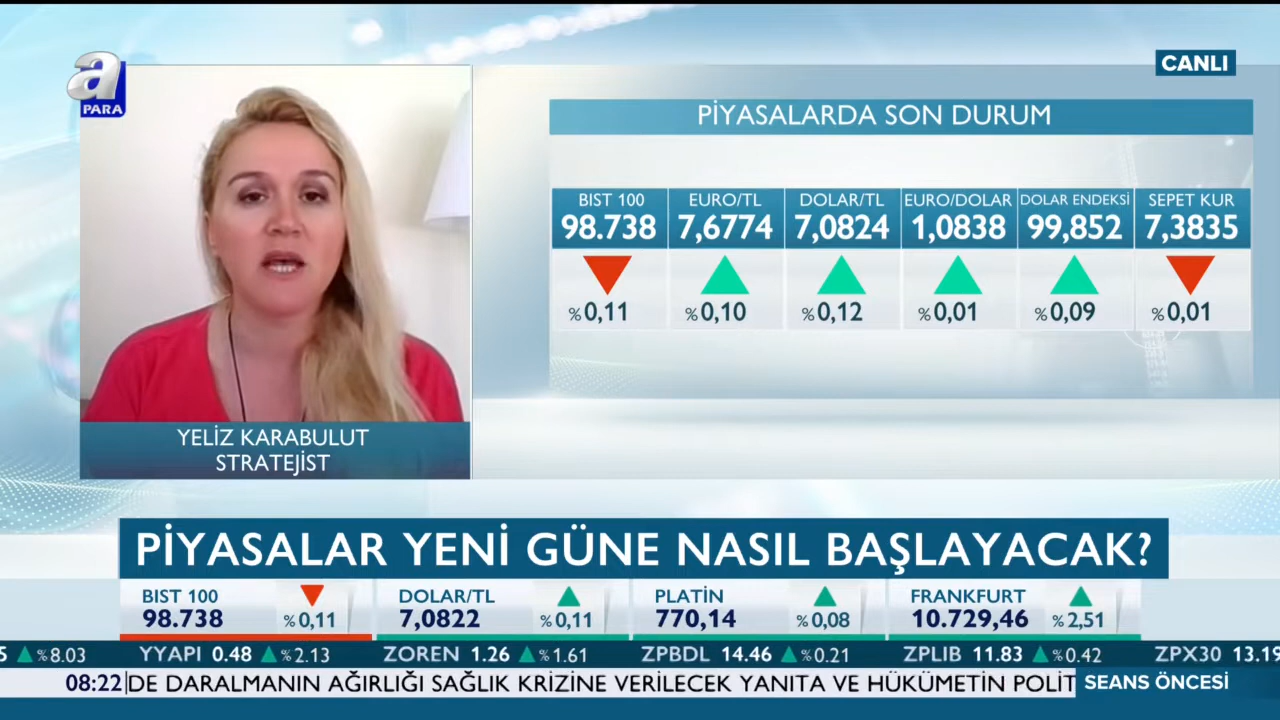 a
PARA
CANLI
PİYASALARDA SON DURUM
BIST 100 EURO/TL DOLAR/TL EURO/DOLAR DOLAR ENDEKSİ SEPET KUR
98.738 7,6774 7,0824 1,0838 99,852 7,3835
%0,11 %0,10 %0,12 %0,01 %0,09 %0,01
YELİZ KARABULUT
STRATEJİST
PİYASALAR YENİ GÜNE NASIL BAŞLAYACAK?
BIST 100 DOLAR/TL PLATİN FRANKFURT
98.738 %0,11 7,0822 %0,11 770,14 %0,08 10.729,46 %2,51
5 %8.03 YYAPI 0.48 %2.13 ZOREN 1.26 %1.61 ZPBDL 14.46 %0.21 ZPLIB 11.83 %0.42 ZPX30 13.19
08:22 DE DARALMANIN AĞIRLIĞI SAĞLIK KRİZİNE VERİLECEK YANITA VE HÜKÜMETİN POLİT SEANS ÖNCESİ